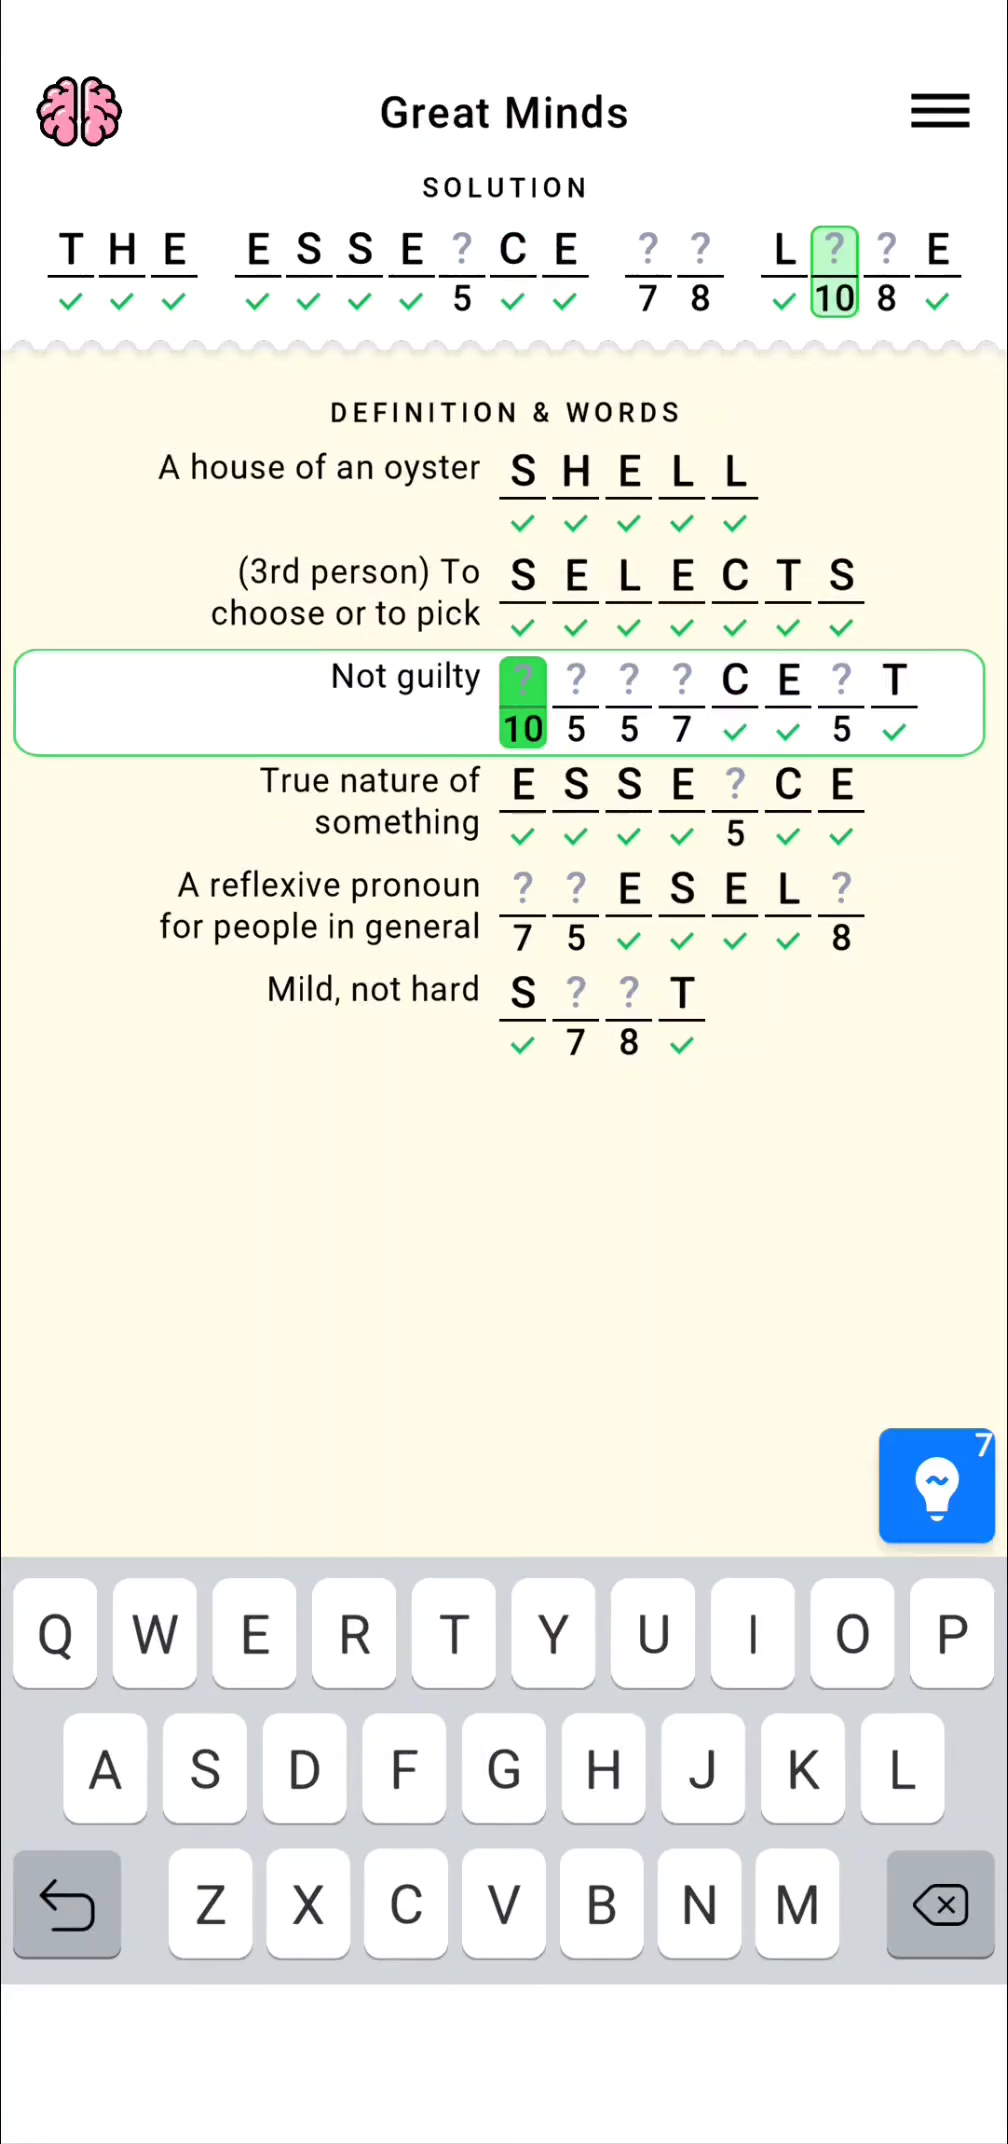 Great Minds
SOLUTION
T H E E S S E ? C E ? ? L ? ? E
5 7 8 10 8
DEFINITION & WORDS
A house of an oyster S H E L L
(3rd person) To S E L E C T S
choose or to pick
Not guilty ? ? ? ? C E ? T
10 5 5 7 5
True nature of E S S E ? C E
something 5
A reflexive pronoun ? ? E S E L ?
for people in general 7 5 8
Mild, not hard S ? ? T
7 8
7
Q W E R T Y U I O P
A S D F G H J K L
Z X C V B N M